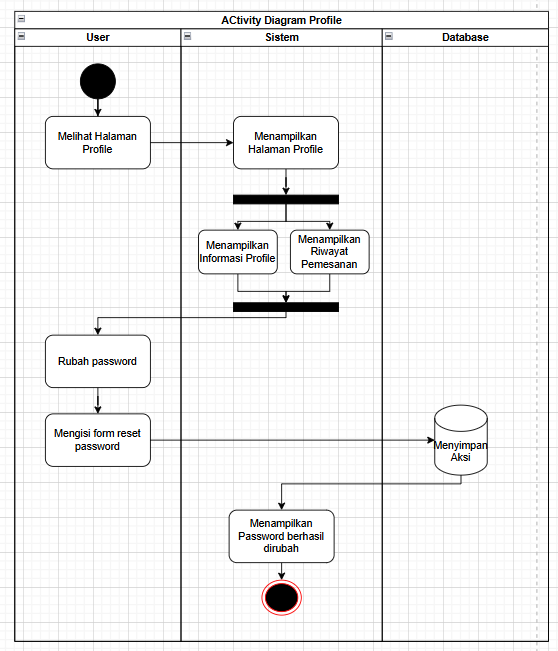 ACtivity Diagram Profile
User
Sistem
Database
Melihat Halaman
Profile
Menampilkan
Halaman Profile
Menampilkan
Informasi Profile
Menampilkan
Riwayat
Pemesanan
Rubah password
Mengisi form reset
password
Menyimpan
Aksi
Menampilkan
Password berhasil
dirubah